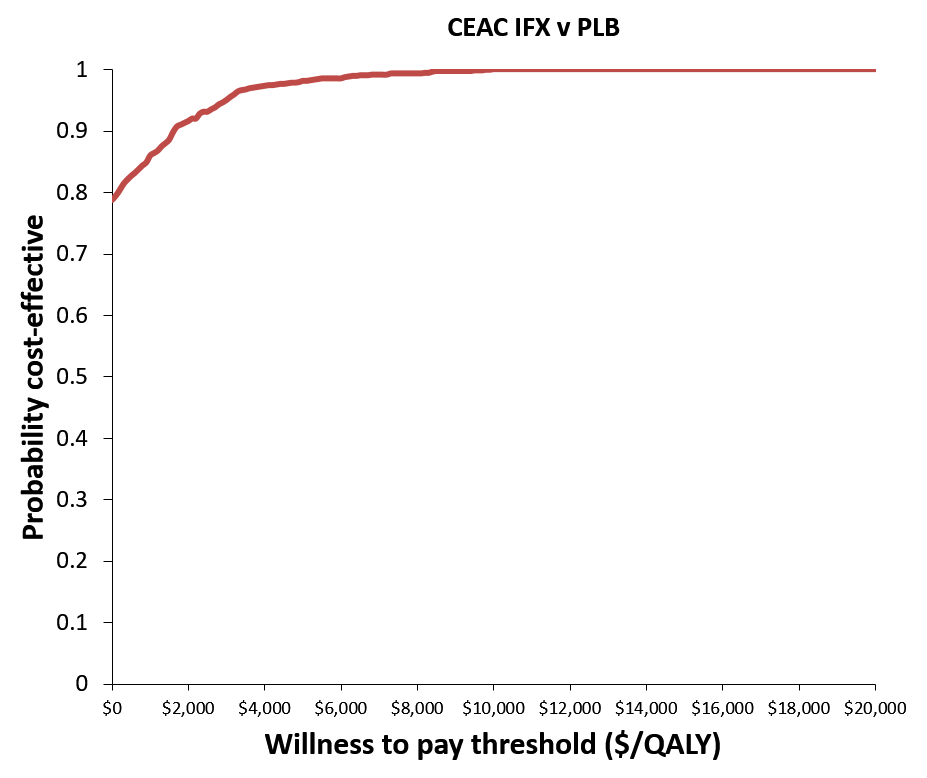 CEAC IFX v PLB
1
0.9
0.8
0.7
0.6
0.5
0.4
0.3
0.2
0.1
0
Probability cost-effective
$0 $2,000 $4,000 $6,000 $8,000 $10,000 $12,000 $14,000 $16,000 $18,000 $20,000
Willness to pay threshold ($/QALY)